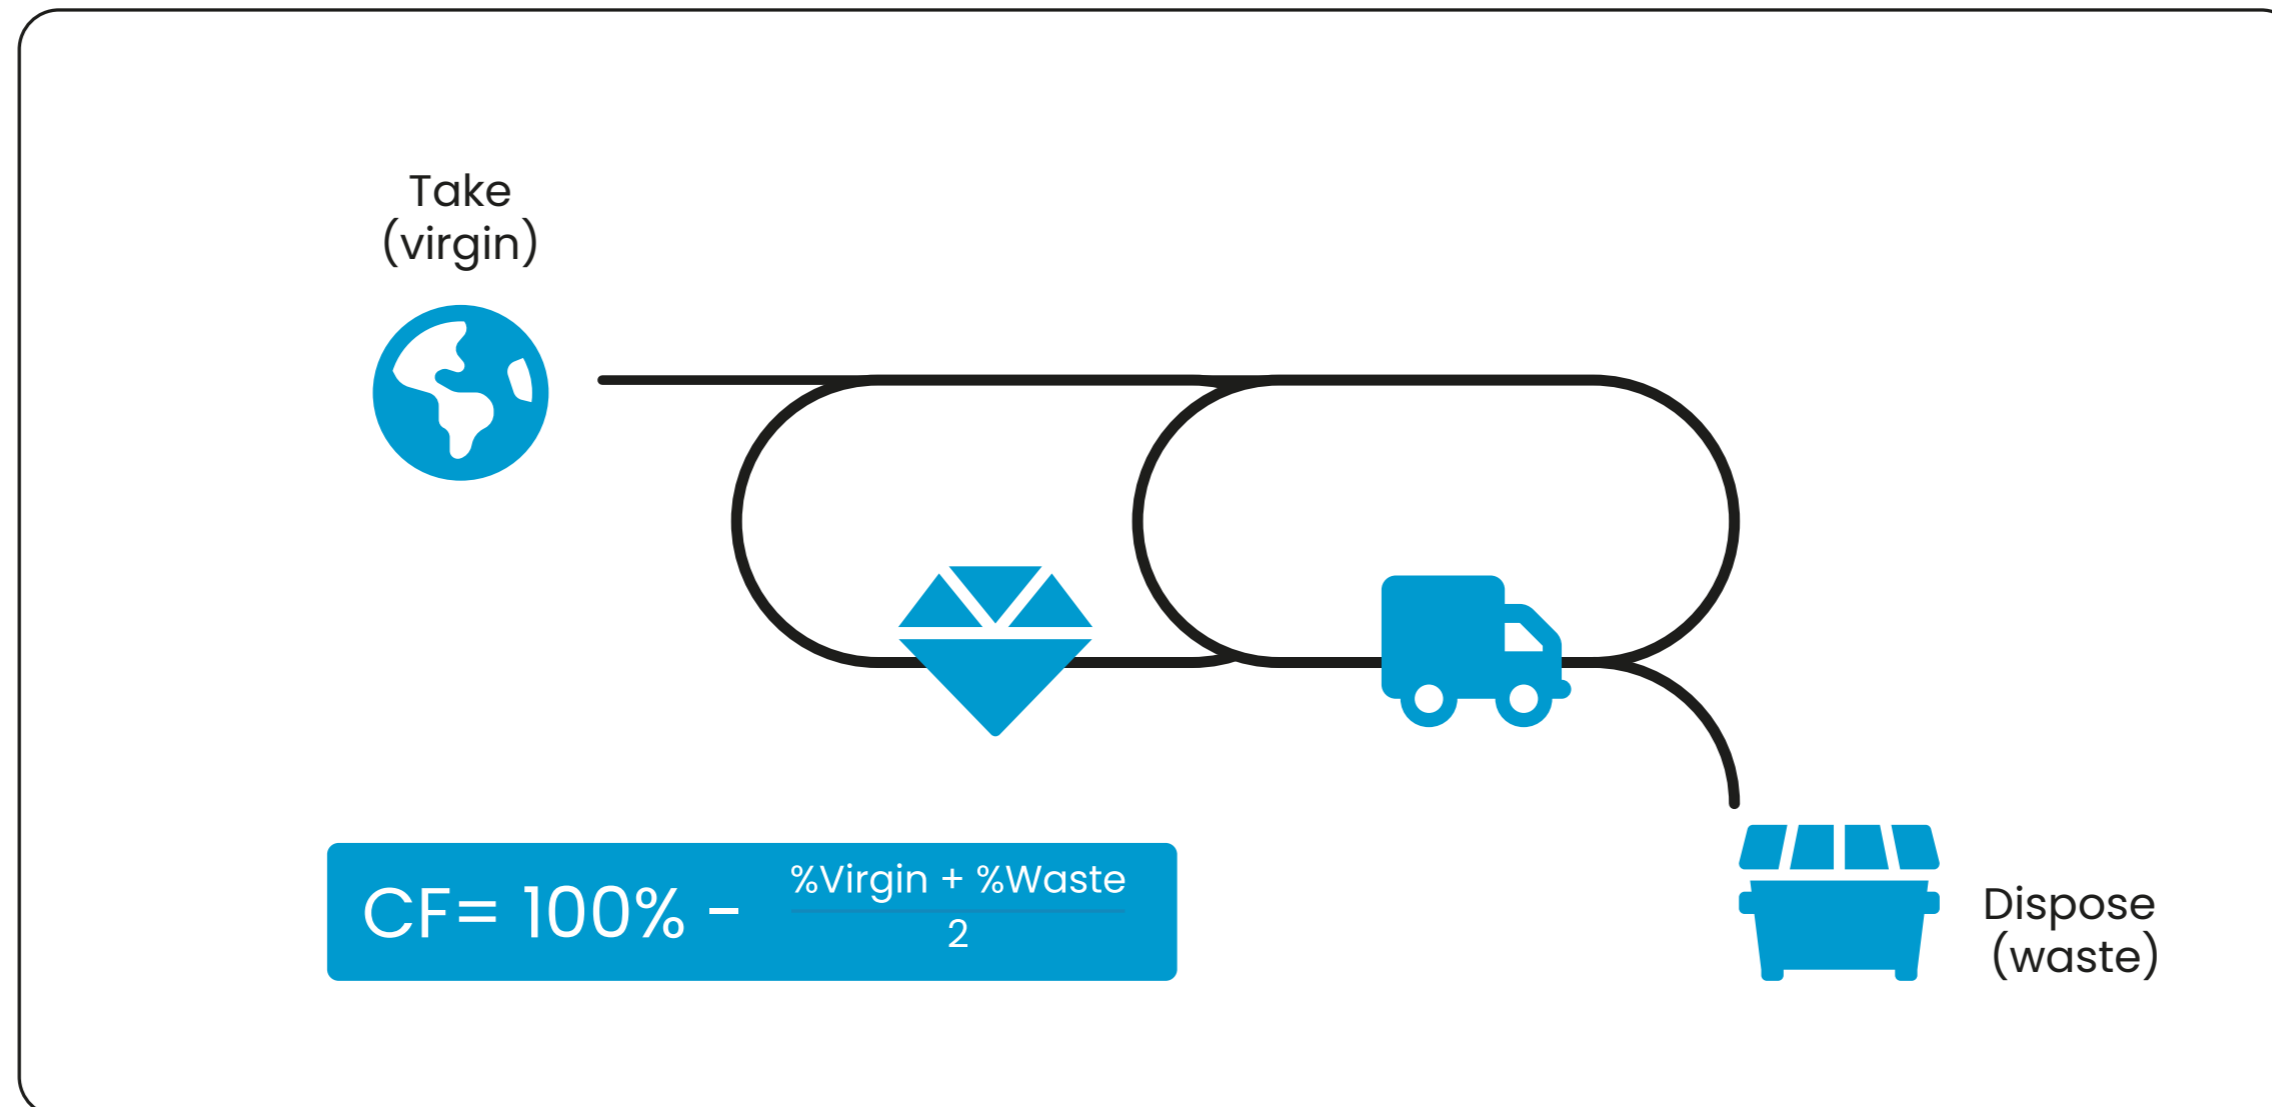 Take
(virgin)
CF= 100% - %Virgin + %Waste
2
Dispose
(waste)